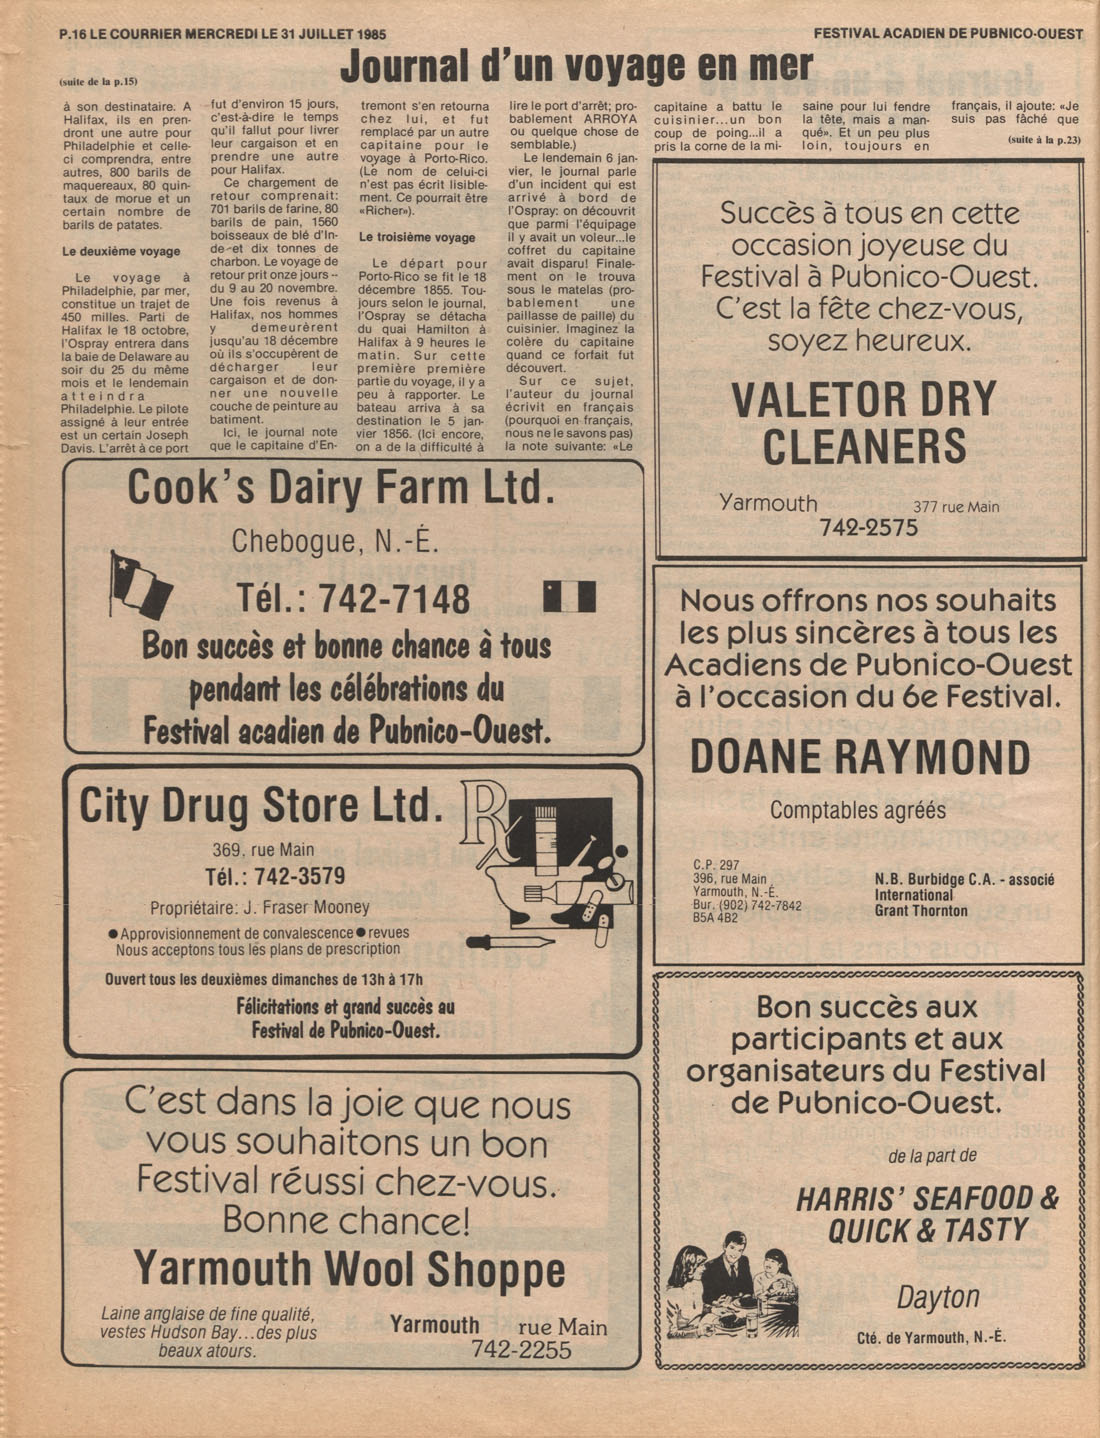 P.16 LE COURRIER MERCREDI LE 31 JUILLET 1985
FESTIVAL ACADIEN DE PUBNICO-OUEST
Journal d'un voyage en mer
(suite de la p.15)
à son destinataire. A
Halifax, ils en pren-
dront une autre pour
Philadelphie et celle-
ci comprendra, entre
autres, 800 barils de
maquereaux, 80 quin-
taux de morue et un
certain nombre de
barils de patates.
Le deuxième voyage
Le voyage à
Philadelphie, par mer,
constitue un trajet de
450 milles. Parti de
Halifax le 18 octobre,
l'Ospray entrera dans
la baie de Delaware au
soir du 25 du même
mois et le lendemain
atteindra
Philadelphie. Le pilote
assigné à leur entrée
est un certain Joseph
Davis. L'arrêt à ce port
fut d'environ 15 jours,
c'est-à-dire le temps
qu'il fallut pour livrer
leur cargaison et en
prendre une autre
pour Halifax.
Ce chargement de
retour comprenait:
701 barils de farine, 80
barils de pain, 1560
boisseaux de blé d'In-
de et dix tonnes de
charbon. Le voyage de
retour prit onze jours --
du 9 au 20 novembre.
Une fois revenus à
Halifax, nos hommes
y demeurèrent
jusqu'au 18 décembre
où ils s'occupèrent de
décharger leur
cargaison et de don-
ner une nouvelle
couche de peinture au
batiment.
Ici, le journal note
que le capitaine d'En-
tremont s'en retourna
chez lui, et fut
remplacé par un autre
capitaine pour le
voyage à Porto-Rico.
(Le nom de celui-ci
n'est pas écrit lisible-
ment. Ce pourrait être
«Richer»).
Le troisième voyage
Le départ pour
Porto-Rico se fit le 18
décembre 1855. Tou-
jours selon le journal,
l'Ospray se détacha
du quai Hamilton à
Halifax à 9 heures le
matin. Sur cette
première première
partie du voyage, il y a
peu à rapporter. Le
bateau arriva à sa
destination le 5 jan-
vier 1856. (Ici encore,
on a de la difficulté à
lire le port d'arrêt; pro-
bablement ARROYA
ou quelque chose de
semblable.)
Le lendemain 6 jan-
vier, le journal parle
d'un incident qui est
arrivé à bord de
l'Ospray: on découvrit
que parmi l'équipage
il y avait un voleur...le
coffret du capitaine
avait disparu! Finale-
ment on le trouva
sous le matelas (pro-
bablement une
paillasse de paille) du
cuisinier. Imaginez la
colère du capitaine
quand ce forfait fut
découvert.
Sur ce sujet,
l'auteur du journal
écrivit en français
(pourquoi en français,
nous ne le savons pas)
la note suivante: «Le
capitaine a battu le
cuisinier...un bon
coup de poing...il a
pris la corne de la mi-
saine pour lui fendre
la tête, mais a man-
qué». Et un peu plus
loin, toujours en
français, il ajoute: «Je
suis pas fâché que
(suite à la p.23)
Succès à tous en cette
occasion joyeuse du
Festival à Pubnico-Ouest.
C'est la fête chez-vous,
soyez heureux.
VALETOR DRY
CLEANERS
Yarmouth 377 rue Main
742-2575
Cook's Dairy Farm Ltd.
Chebogue, N.-É.
Tél.: 742-7148
Bon succès et bonne chance à tous
pendant les célébrations du
Festival acadien de Pubnico-Ouest.
Nous offrons nos souhaits
les plus sincères à tous les
Acadiens de Pubnico-Ouest
à l'occasion du 6e Festival.
DOANE RAYMOND
Comptables agréés
C.P. 297
396, rue Main
Yarmouth, N.-É.
Bur. (902) 742-7842
B5A 4B2
N.B. Burbidge C.A. - associé
International
Grant Thornton
City Drug Store Ltd.
Rx
369, rue Main
Tél.: 742-3579
Propriétaire: J. Fraser Mooney
●Approvisionnement de convalescence●revues
Nous acceptons tous lés plans de prescription
Ouvert tous les deuxièmes dimanches de 13h à 17h
Félicitations et grand succès au
Festival de Pubnico-Ouest.
C'est dans la joie que nous
vous souhaitons un bon
Festival réussi chez-vous.
Bonne chance!
Yarmouth Wool Shoppe
Laine anglaise de fine qualité,
vestes Hudson Bay...des plus
beaux atours.
Yarmouth rue Main
742-2255
Bon succès aux
participants et aux
organisateurs du Festival
de Pubnico-Ouest.
de la part de
HARRIS' SEAFOOD &
QUICK & TASTY
Dayton
Cté. de Yarmouth, N.-É.